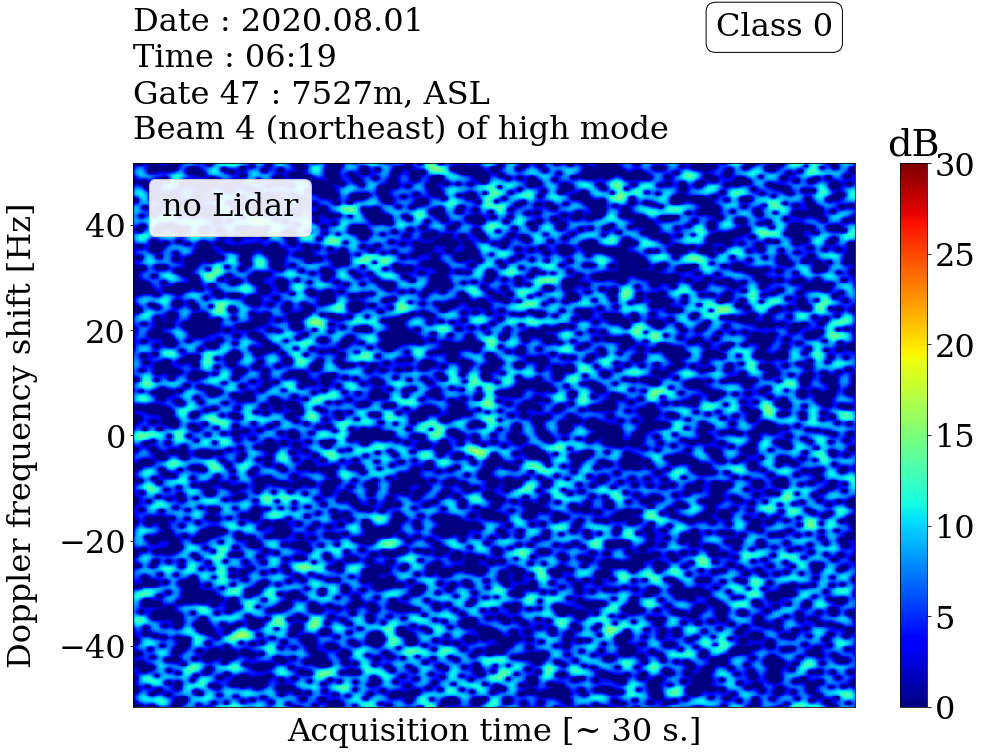 Date : 2020.08.01
Time : 06:19
Gate 47 : 7527m, ASL
Beam 4 (northeast) of high mode
Class 0
dB
no Lidar
Doppler frequency shift [Hz]
40
20
0
−20
−40
Acquisition time [~ 30 s.]
30
25
20
15
10
5
0